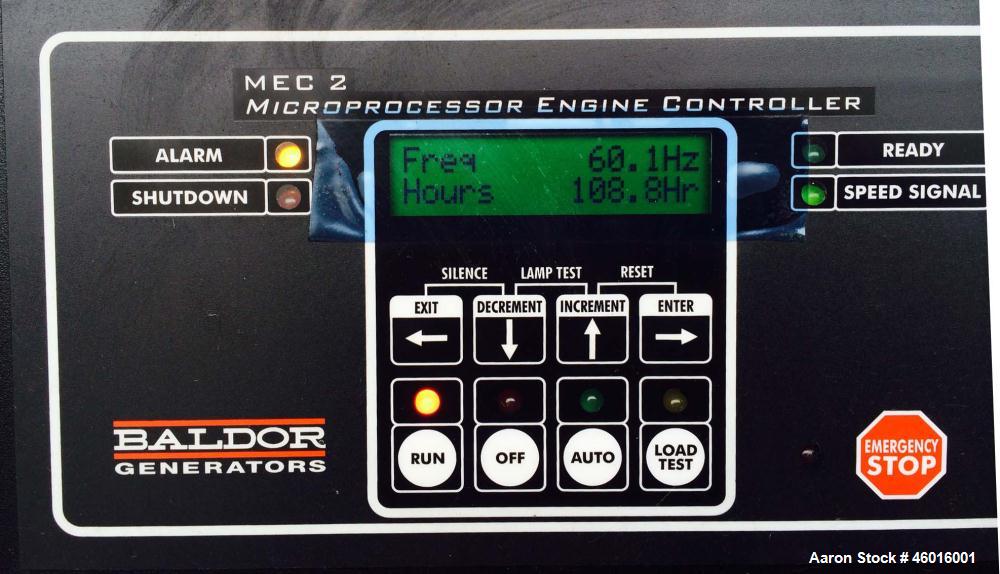 MEC 2
MICROPROCESSOR ENGINE CONTROLLER
ALARM
SHUTDOWN
Freq 60.1Hz
Hours 108.8Hr
READY
SPEED SIGNAL
SILENCE LAMP TEST RESET
EXIT DECREMENT INCREMENT ENTER
RUN OFF AUTO LOAD TEST
BALDOR
GENERATORS
EMERGENCY
STOP
Aaron Stock # 46016001